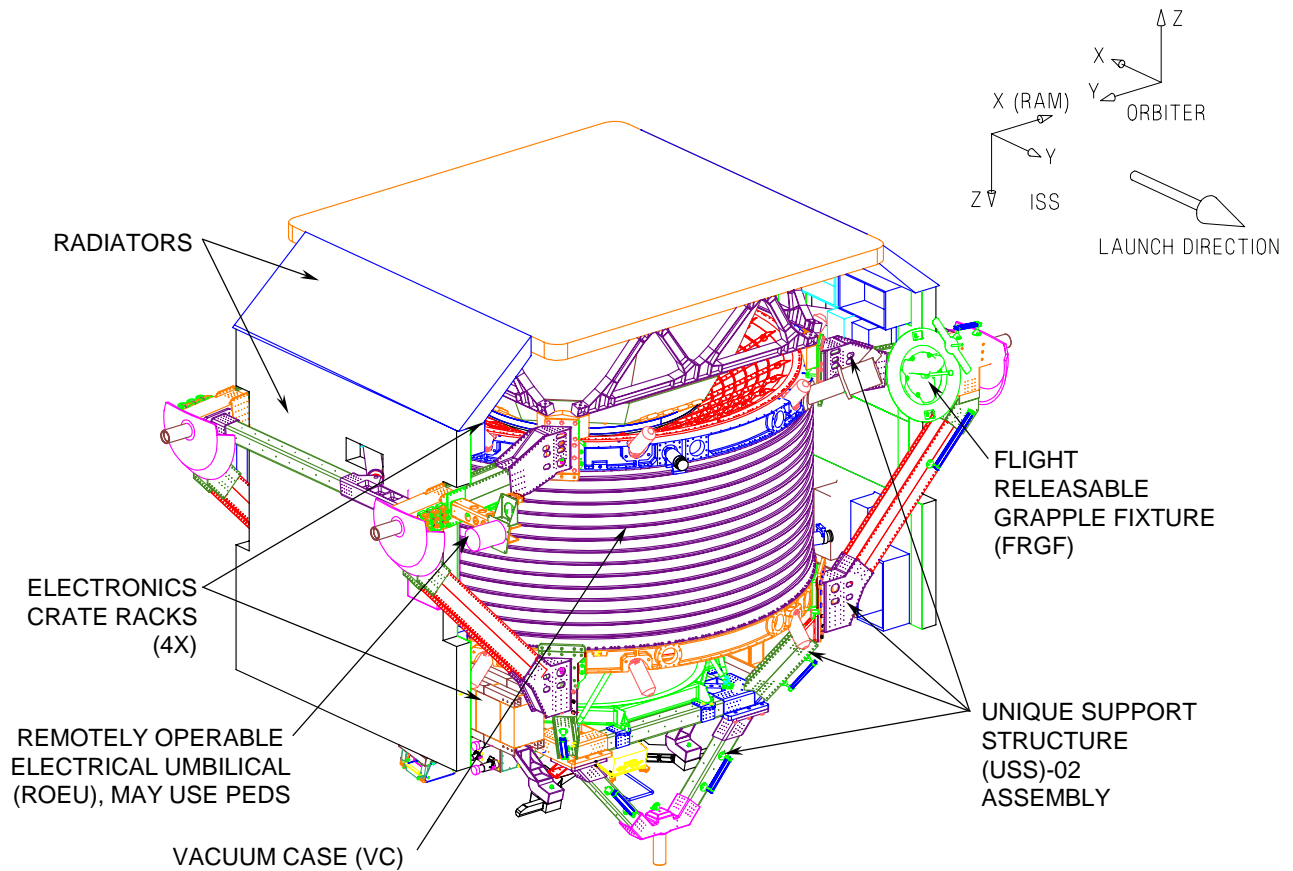 Z
X
Y
ORBITER
X (RAM)
Y
Z
ISS
LAUNCH DIRECTION
RADIATORS
FLIGHT
RELEASABLE
GRAPPLE FIXTURE
(FRGF)
ELECTRONICS
CRATE RACKS
(4X)
UNIQUE SUPPORT
STRUCTURE
(USS)-02
ASSEMBLY
REMOTELY OPERABLE
ELECTRICAL UMBILICAL
(ROEU), MAY USE PEDS
VACUUM CASE (VC)